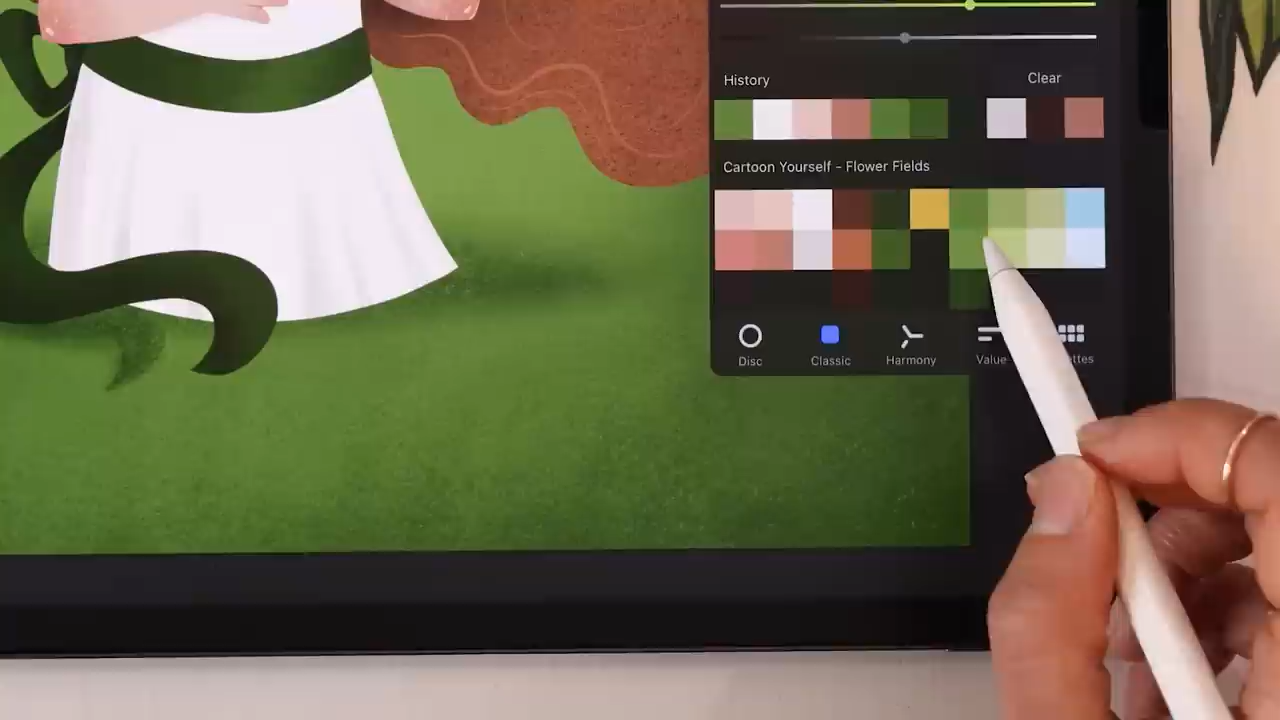 History Clear
Cartoon Yourself - Flower Fields
Disc Classic Harmony Value